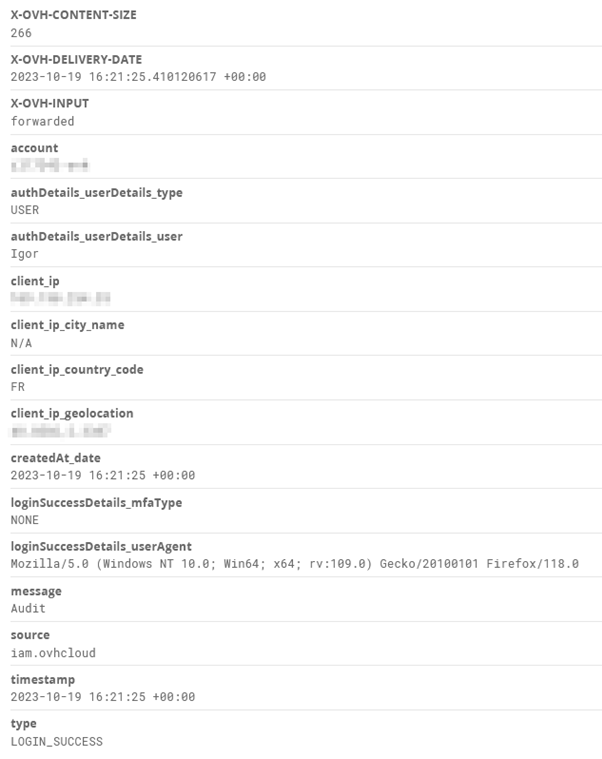 X-OVH-CONTENT-SIZE
266
X-OVH-DELIVERY-DATE
2023-10-19 16:21:25.410120617 +00:00
X-OVH-INPUT
forwarded
account
authDetails_userDetails_type
USER
authDetails_userDetails_user
Igor
client_ip
client_ip_city_name
N/A
client_ip_country_code
FR
client_ip_geolocation
createdAt_date
2023-10-19 16:21:25 +00:00
loginSuccessDetails_mfaType
NONE
loginSuccessDetails_userAgent
Mozilla/5.0 (Windows NT 10.0; Win64; x64; rv:109.0) Gecko/20100101 Firefox/118.0
message
Audit
source
iam.ovhcloud
timestamp
2023-10-19 16:21:25 +00:00
type
LOGIN_SUCCESS